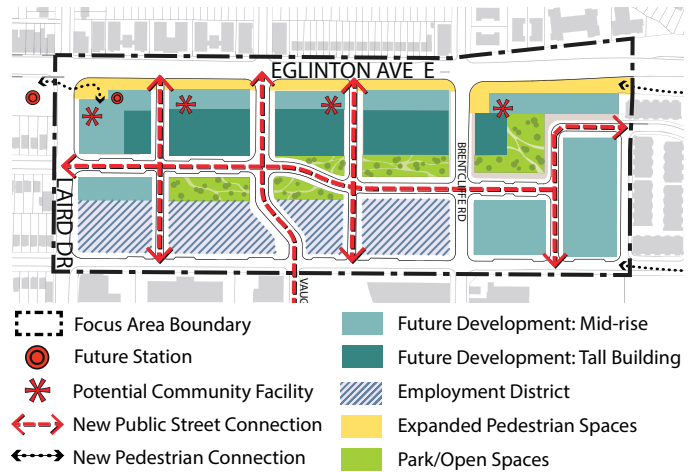 EGLINTON AVE E
LAIRD DR
BRENTCLIFFE RD
VAUG
Focus Area Boundary
Future Station
Potential Community Facility
New Public Street Connection
New Pedestrian Connection
Future Development: Mid-rise
Future Development: Tall Building
Employment District
Expanded Pedestrian Spaces
Park/Open Spaces